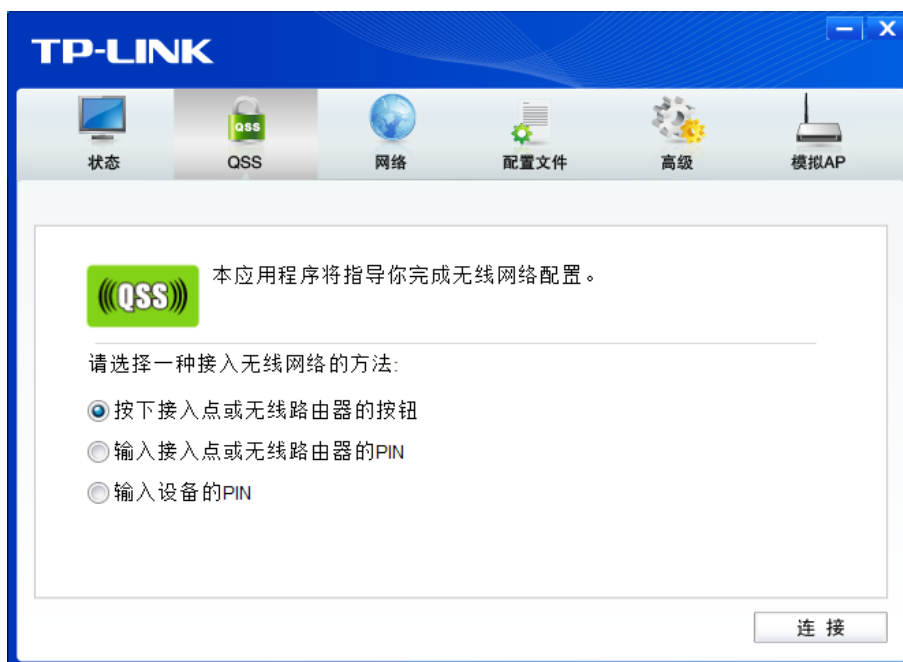 TP-LINK
QSS
状态 QSS 网络 配置文件 高级 模拟AP
QSS 本应用程序将指导你完成无线网络配置。
请选择一种接入无线网络的方法:
按下接入点或无线路由器的按钮
输入接入点或无线路由器的PIN
输入设备的PIN
连 接